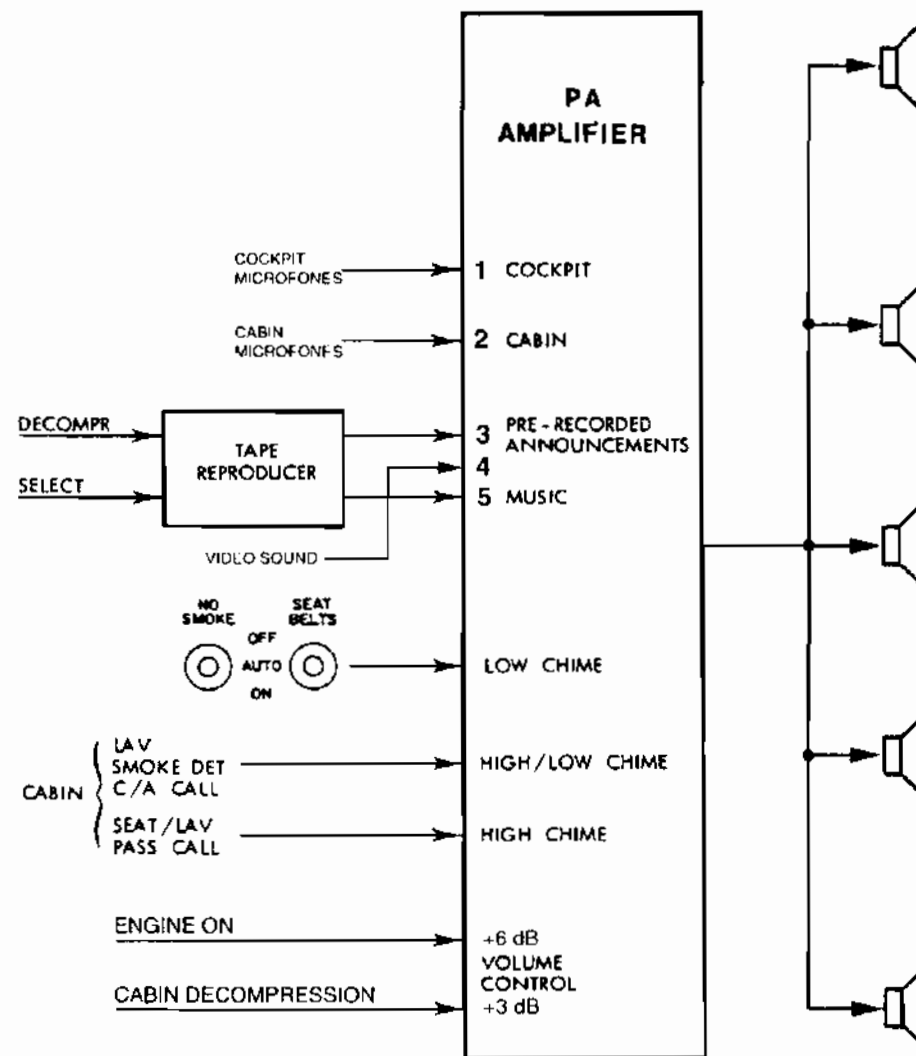 PA
AMPLIFIER
COCKPIT
MICROFONES
1 COCKPIT
CABIN
MICROFONES
2 CABIN
DECOMPR
SELECT
TAPE
REPRODUCER
3 PRE-RECORDED
ANNOUNCEMENTS
4
5 MUSIC
VIDEO SOUND
NO
SMOKE
SEAT
BELTS
OFF
AUTO
ON
LOW CHIME
CABIN
LAV
SMOKE DET
C/A CALL
HIGH/LOW CHIME
SEAT/LAV
PASS CALL
HIGH CHIME
ENGINE ON
+6 dB
VOLUME
CONTROL
CABIN DECOMPRESSION
+3 dB